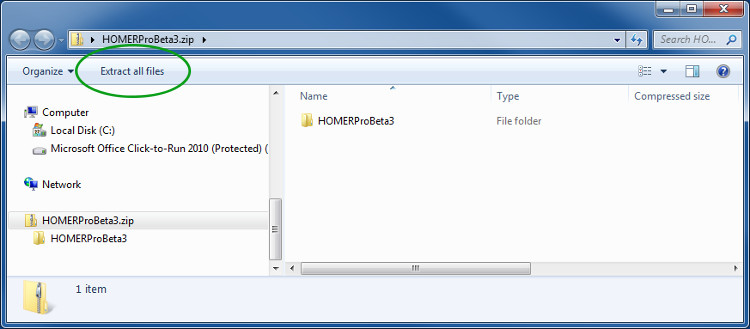 HOMERProBeta3.zip
Search HO...
Organize
Extract all files
Computer
Local Disk (C:)
Microsoft Office Click-to-Run 2010 (Protected) (
Network
HOMERProBeta3.zip
HOMERProBeta3
Name Type Compressed size
HOMERProBeta3 File folder
1 item